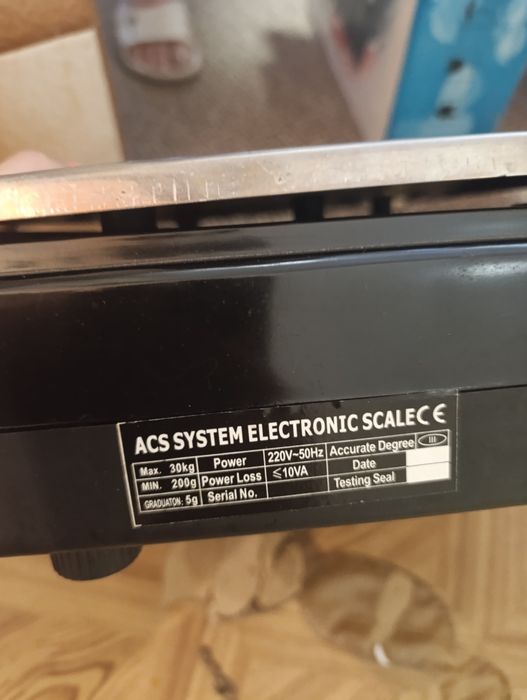 ACS SYSTEM ELECTRONIC SCALE CE
Max. 30kg Power 220V~50Hz Accurate Degree III
MIN. 200g Power Loss ≤10VA Date
GRADUATON: 5g Serial No. Testing Seal